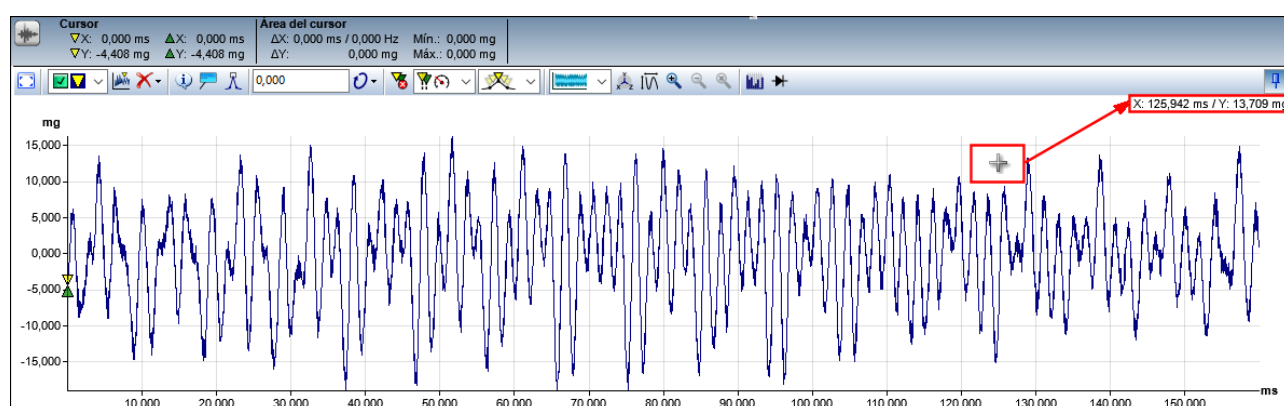 Cursor
X: 0,000 ms ΔX: 0,000 ms
Y: -4,408 mg ΔY: -4,408 mg
Área del cursor
ΔX: 0,000 ms / 0,000 Hz Mín.: 0,000 mg
ΔY: 0,000 mg Máx.: 0,000 mg
0,000
X: 125,942 ms / Y: 13,709 mg
mg
15,000
10,000
5,000
0,000
-5,000
-10,000
-15,000
10,000 20,000 30,000 40,000 50,000 60,000 70,000 80,000 90,000 100,000 110,000 120,000 130,000 140,000 150,000
ms